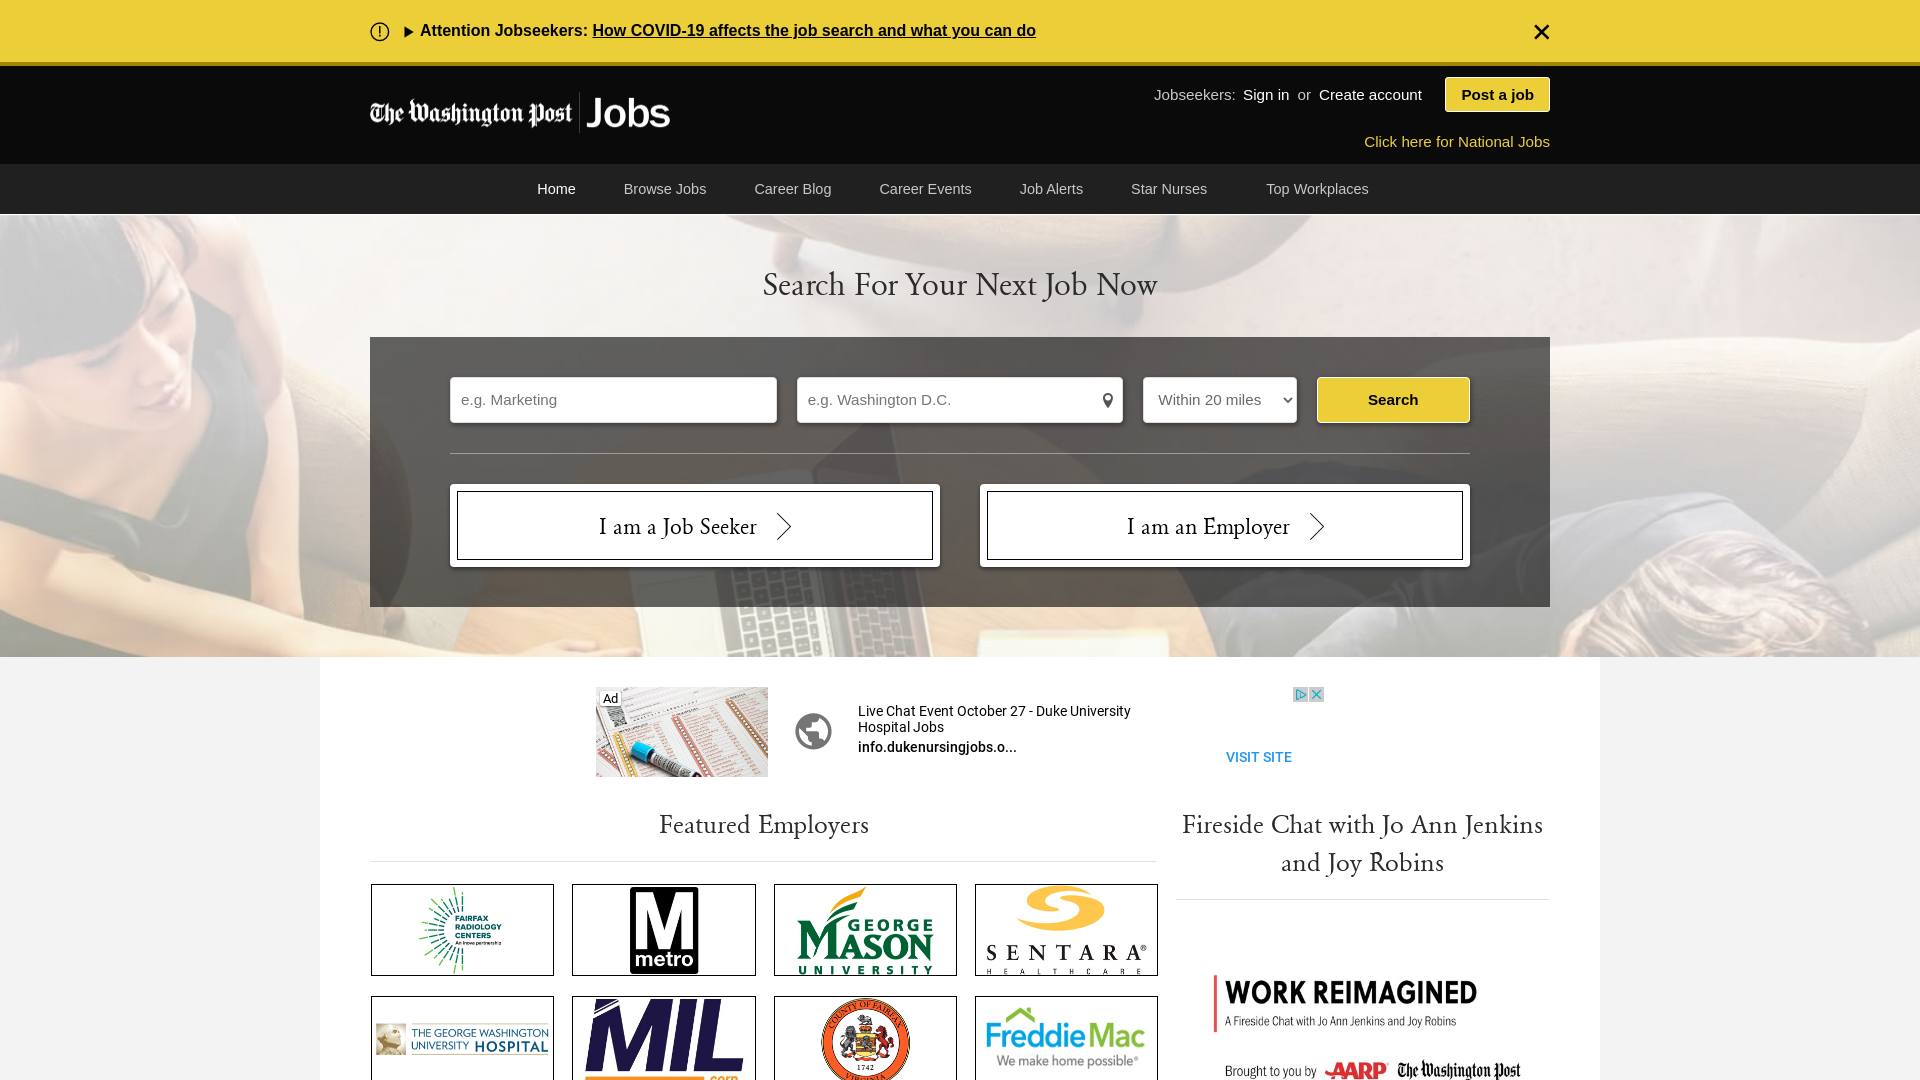 Attention Jobseekers: How COVID-19 affects the job search and what you can do
The Washington Post Jobs
Jobseekers: Sign in or Create account
Post a job
Click here for National Jobs
Home
Browse Jobs
Career Blog
Career Events
Job Alerts
Star Nurses
Top Workplaces
Search For Your Next Job Now
e.g. Marketing
e.g. Washington D.C.
Within 20 miles
Search
I am a Job Seeker
I am an Employer
Ad
Live Chat Event October 27 - Duke University
Hospital Jobs
info.dukenursingjobs.o...
VISIT SITE
Featured Employers
FAIRFAX
RADIOLOGY
CENTERS
An Inova partnership
M
metro
GEORGE
MASON
UNIVERSITY
SENTARA®
HEALTHCARE
THE GEORGE WASHINGTON
UNIVERSITY HOSPITAL
MIL
corp
COUNTY OF FAIRFAX
1742
VIRGINIA
Freddie Mac
We make home possible®
Fireside Chat with Jo Ann Jenkins
and Joy Robins
WORK REIMAGINED
A Fireside Chat with Jo Ann Jenkins and Joy Robins
Brought to you by AARP The Washington Post